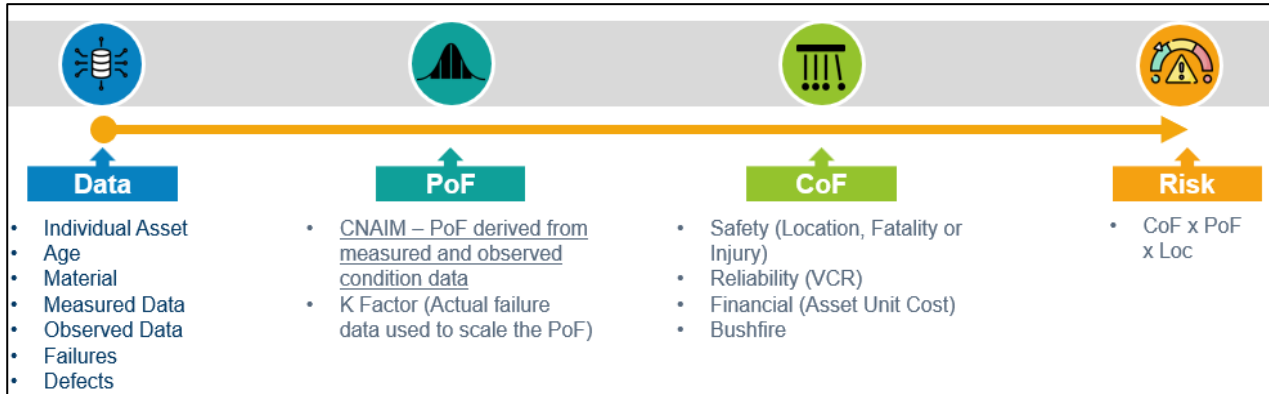 Data
• Individual Asset
• Age
• Material
• Measured Data
• Observed Data
• Failures
• Defects
PoF
• CNAIM – PoF derived from
measured and observed
condition data
• K Factor (Actual failure
data used to scale the PoF)
CoF
• Safety (Location, Fatality or
Injury)
• Reliability (VCR)
• Financial (Asset Unit Cost)
• Bushfire
Risk
• CoF x PoF
x Loc